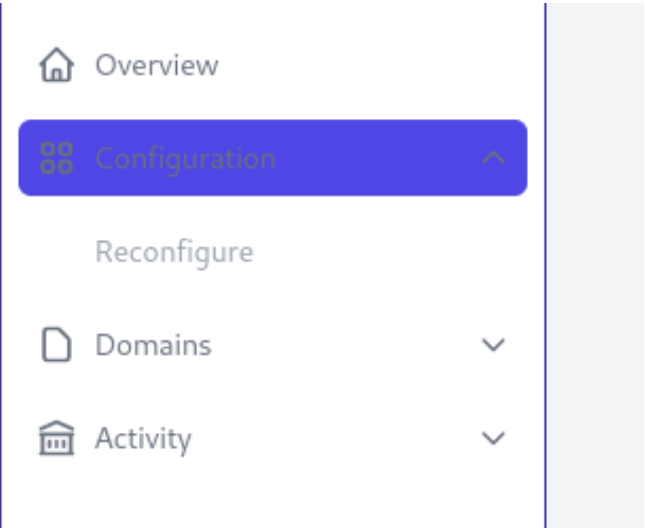 Overview
Configuration
Reconfigure
Domains
Activity